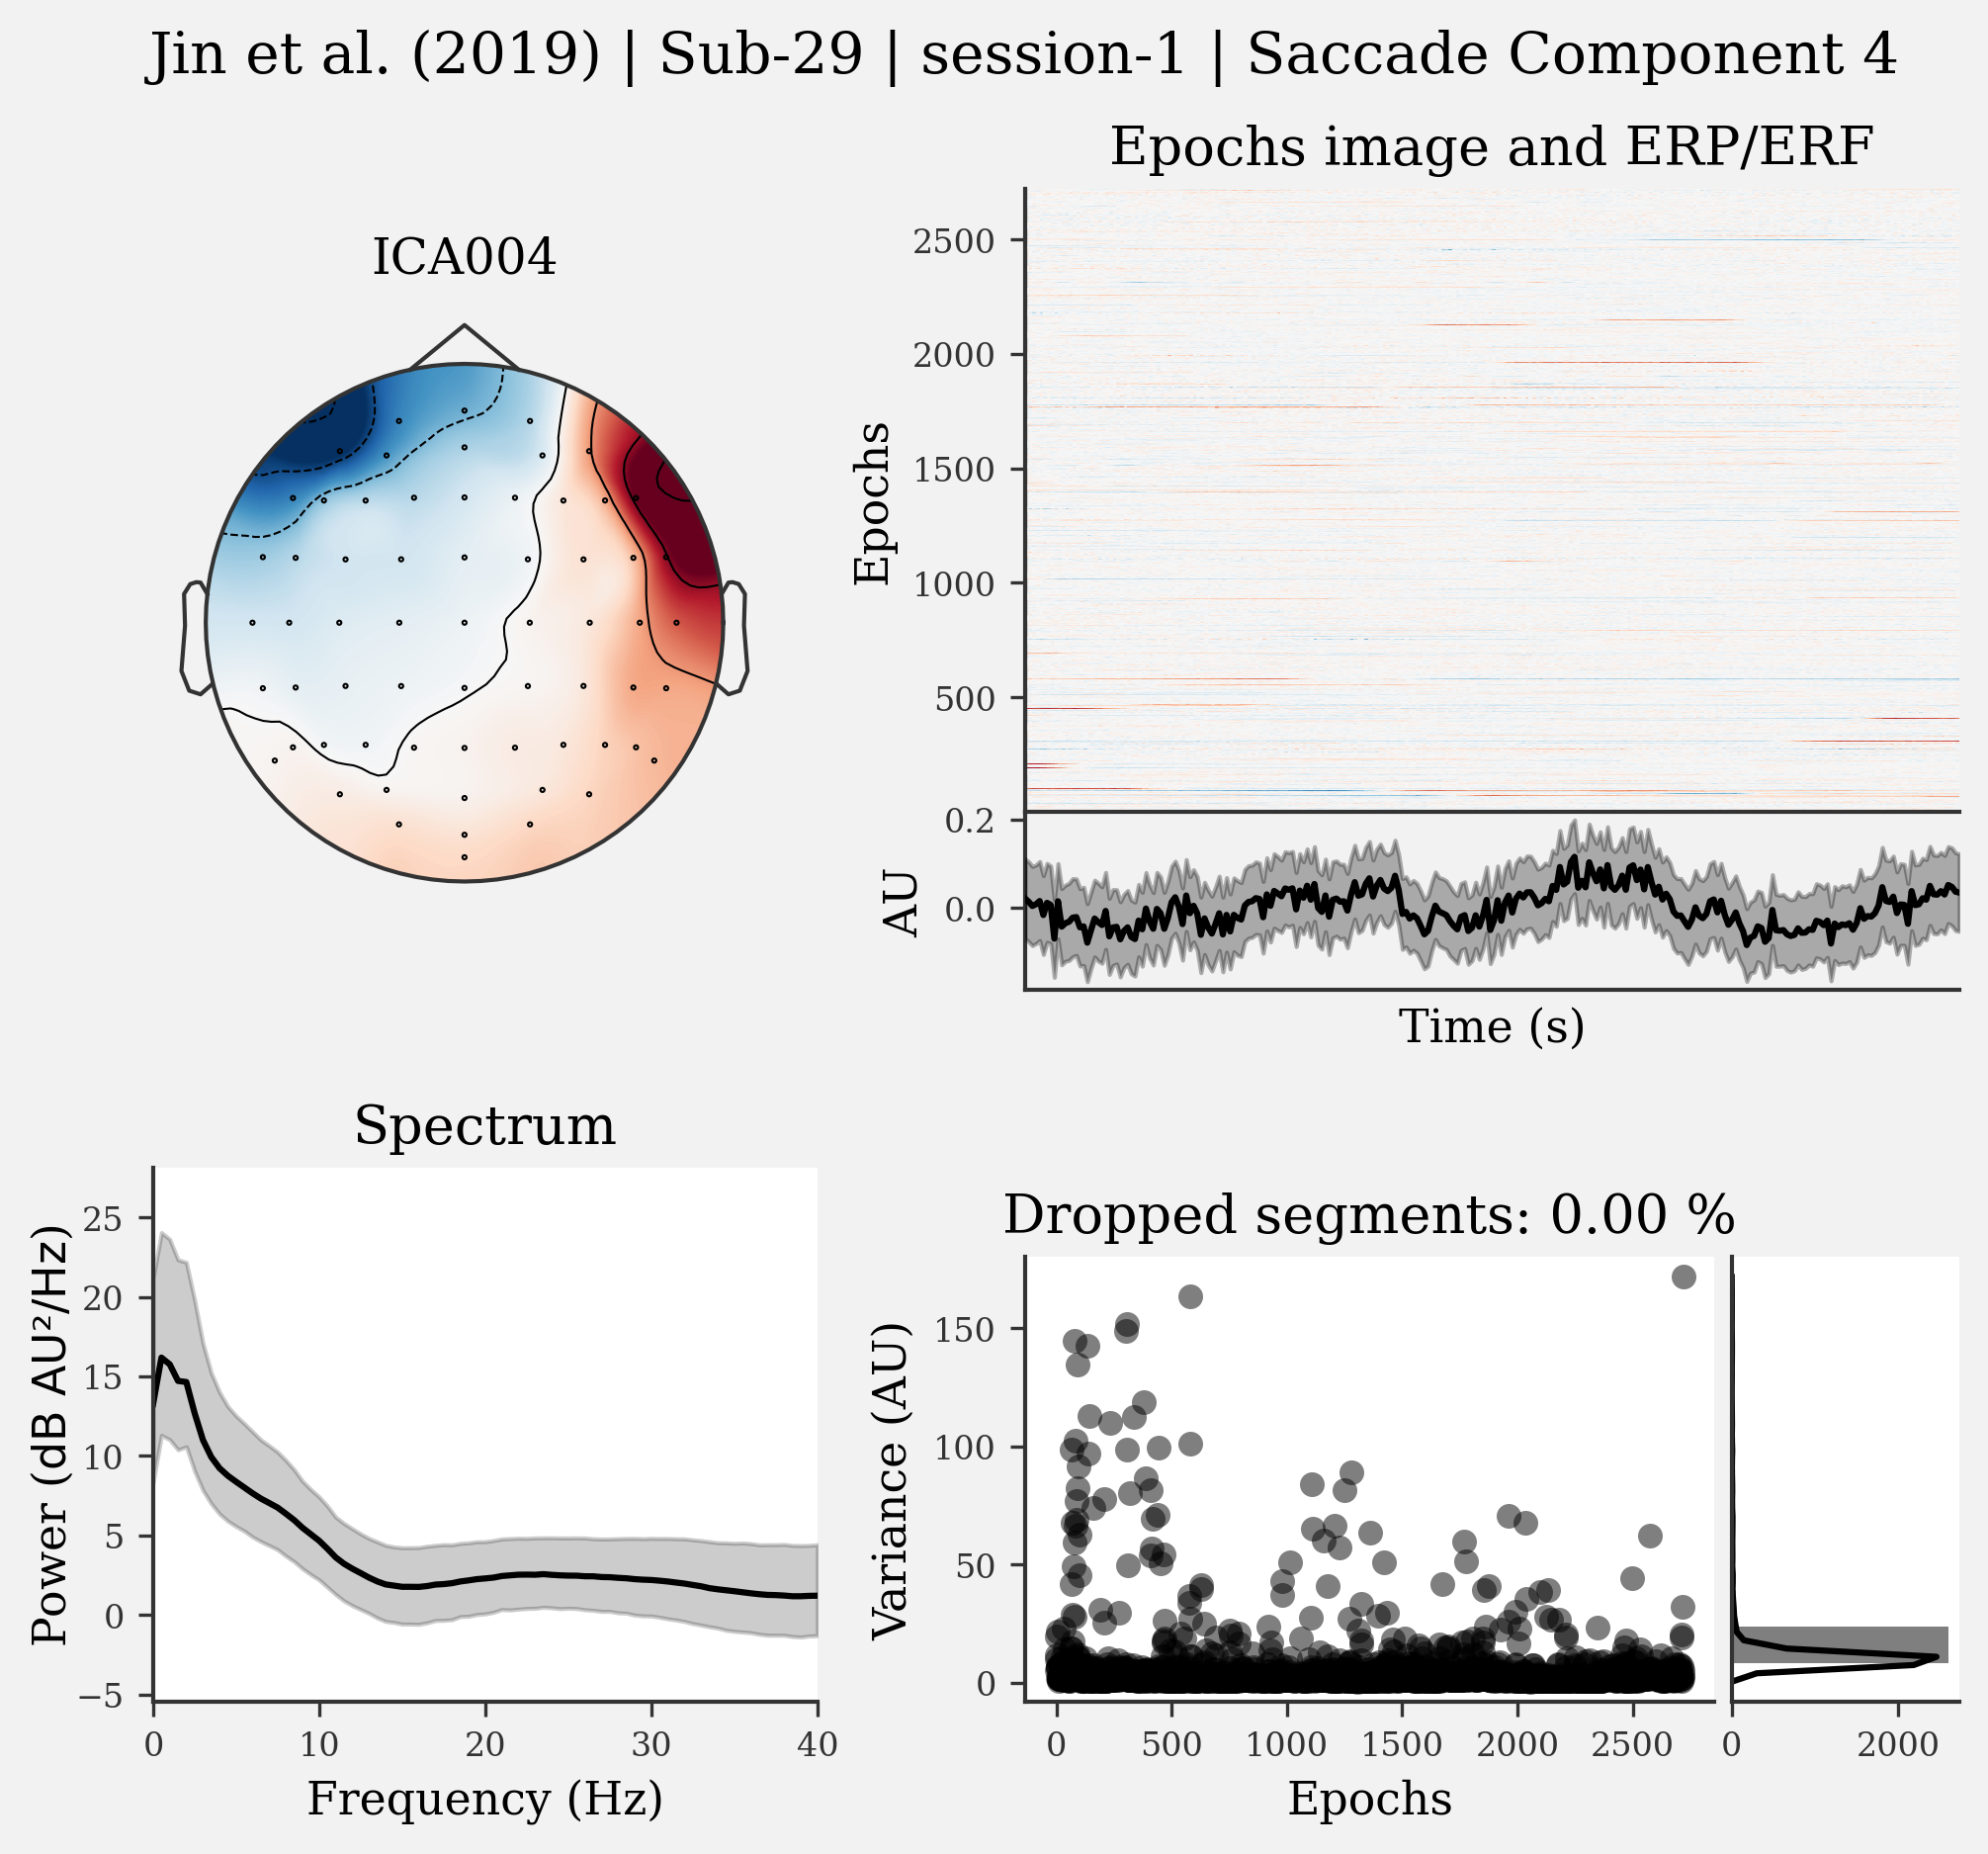 Jin et al. (2019) | Sub-29 | session-1 | Saccade Component 4
Epochs image and ERP/ERF
ICA004
Epochs
2500
2000
1500
1000
500
AU
0.2
0.0
Time (s)
Spectrum
Power (dB AU²/Hz)
25
20
15
10
5
0
−5
0 10 20 30 40
Frequency (Hz)
Dropped segments: 0.00 %
Variance (AU)
150
100
50
0
0 500 1000 1500 2000 2500
0 2000
Epochs